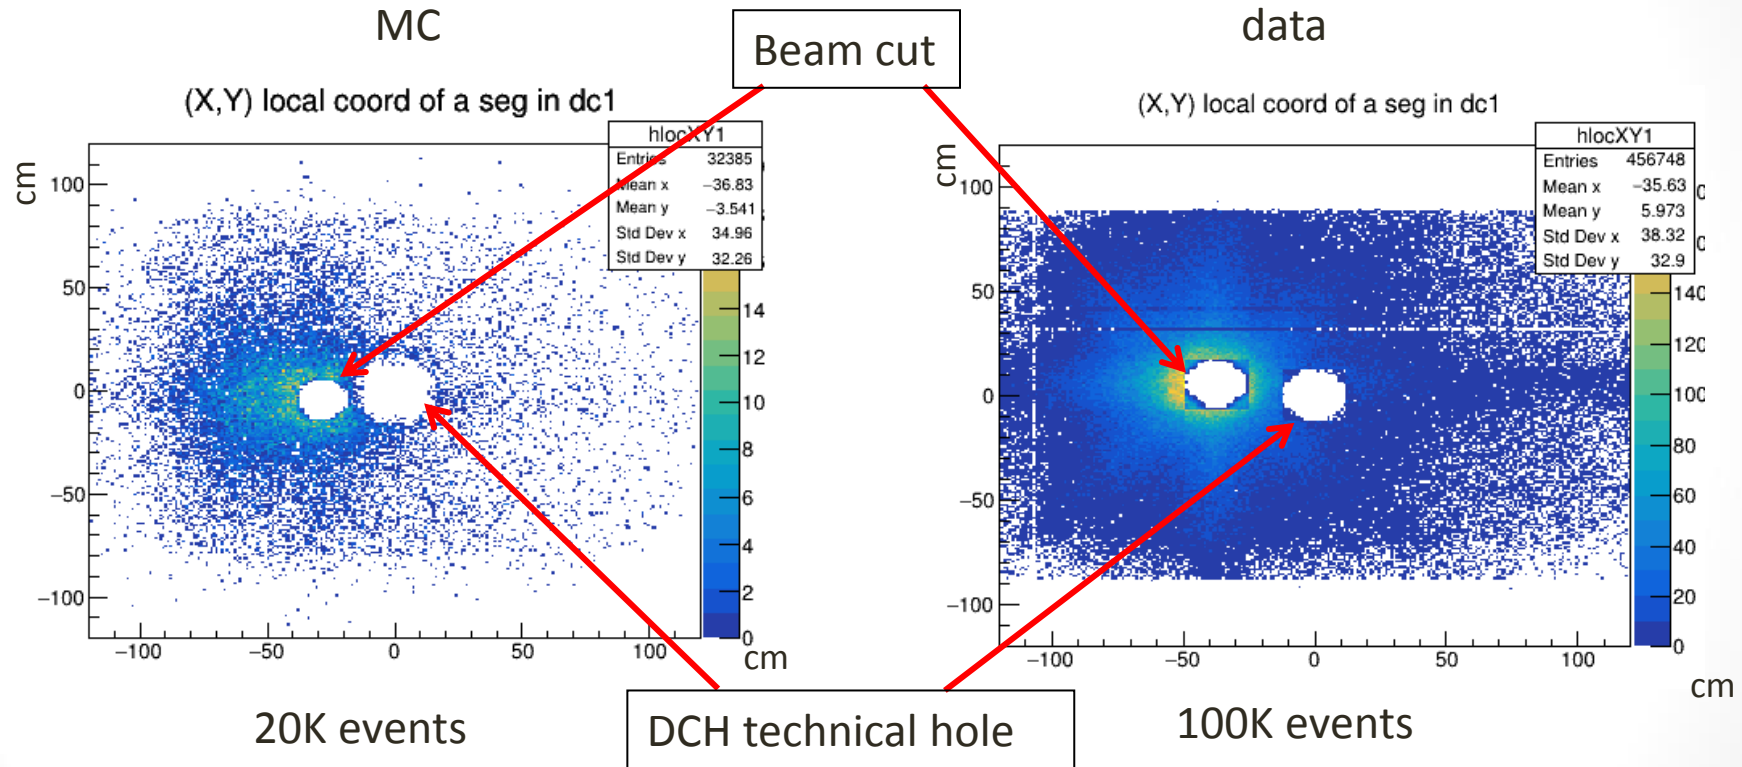 MC
Beam cut
data
(X,Y) local coord of a seg in dc1
hlocXY1
Entries 32385
Mean x −36.83
Mean y −3.541
Std Dev x 34.96
Std Dev y 32.26
cm
100
50
0
−50
−100
−100 −50 0 50 100
cm
14
12
10
8
6
4
2
0
(X,Y) local coord of a seg in dc1
hlocXY1
Entries 456748
Mean x −35.63
Mean y 5.973
Std Dev x 38.32
Std Dev y 32.9
cm
100
50
0
−50
−100
−100 −50 0 50 100
cm
140
120
100
80
60
40
20
0
20K events
DCH technical hole
100K events